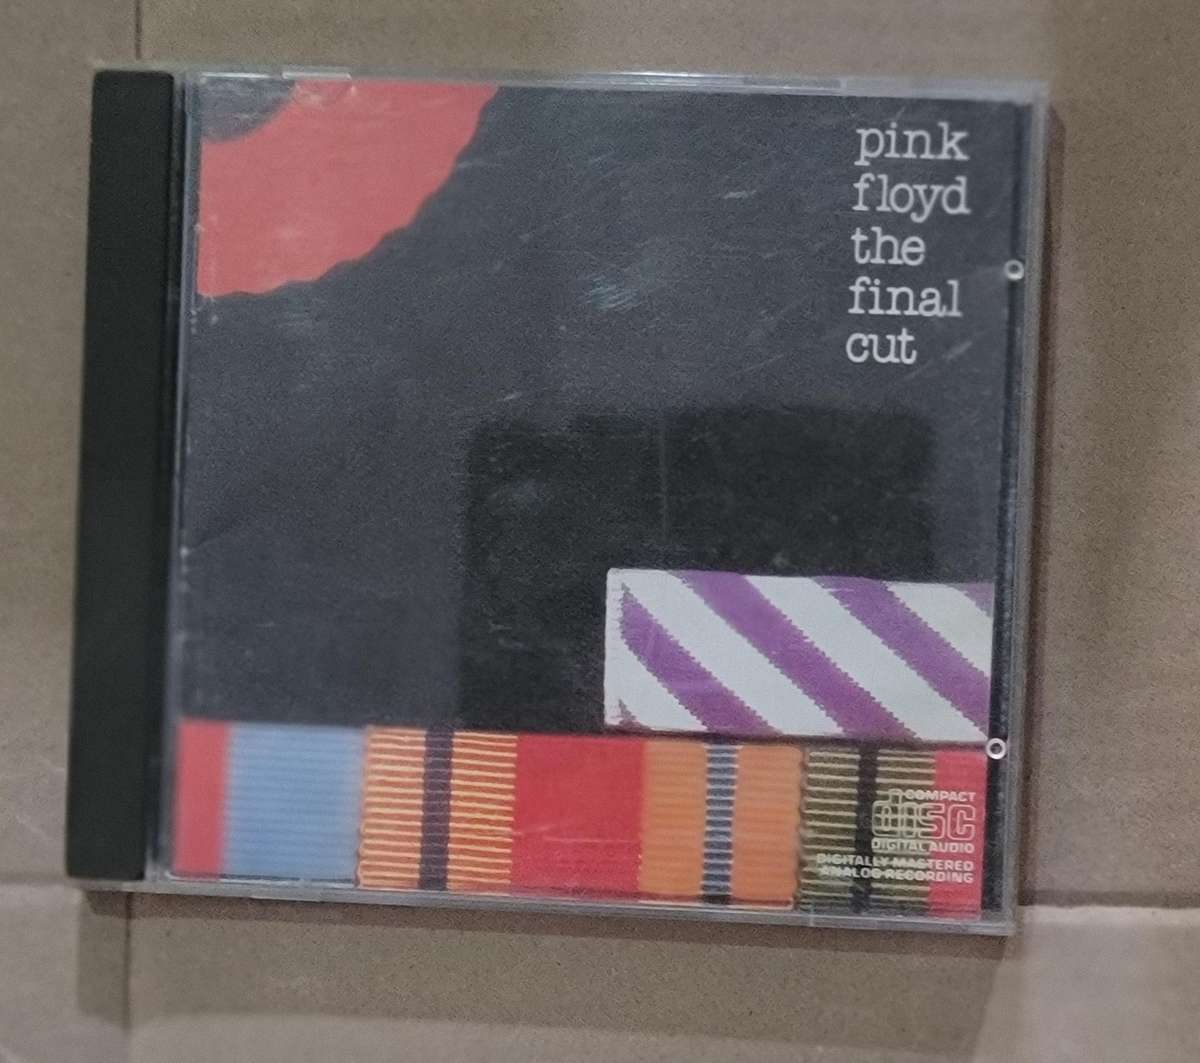 pink
floyd
the
final
cut
COMPACT
disc
DIGITAL AUDIO
DIGITALLY MASTERED
ANALOG RECORDING